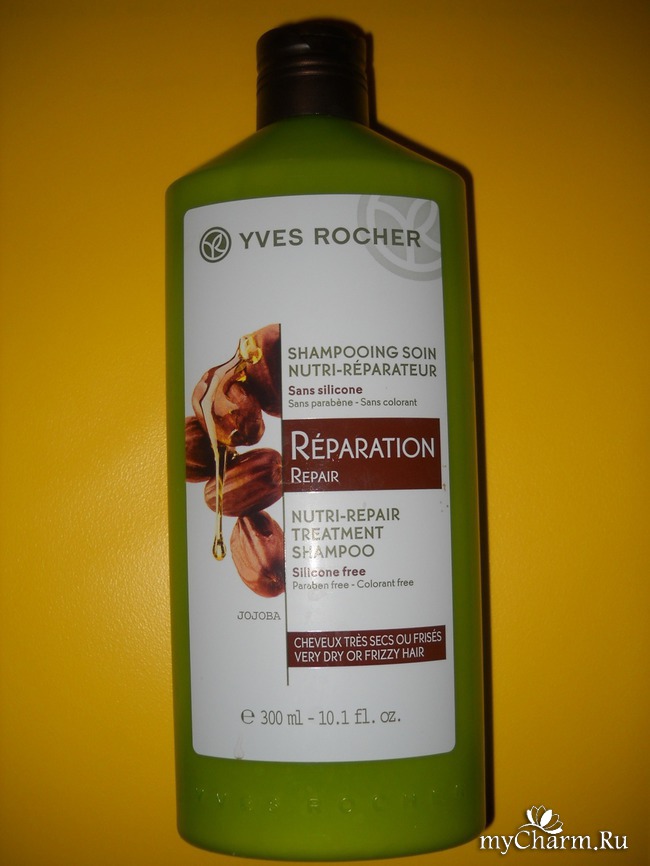 YVES ROCHER
SHAMPOOING SOIN
NUTRI-RÉPARATEUR
Sans silicone
Sans parabène - Sans colorant
RÉPARATION
REPAIR
NUTRI-REPAIR
TREATMENT
SHAMPOO
Silicone free
Paraben free - Colorant free
JOJOBA
CHEVEUX TRÈS SECS OU FRISÉS
VERY DRY OR FRIZZY HAIR
℮ 300 ml - 10.1 fl. oz.
YVES ROCHER
myCharm.Ru